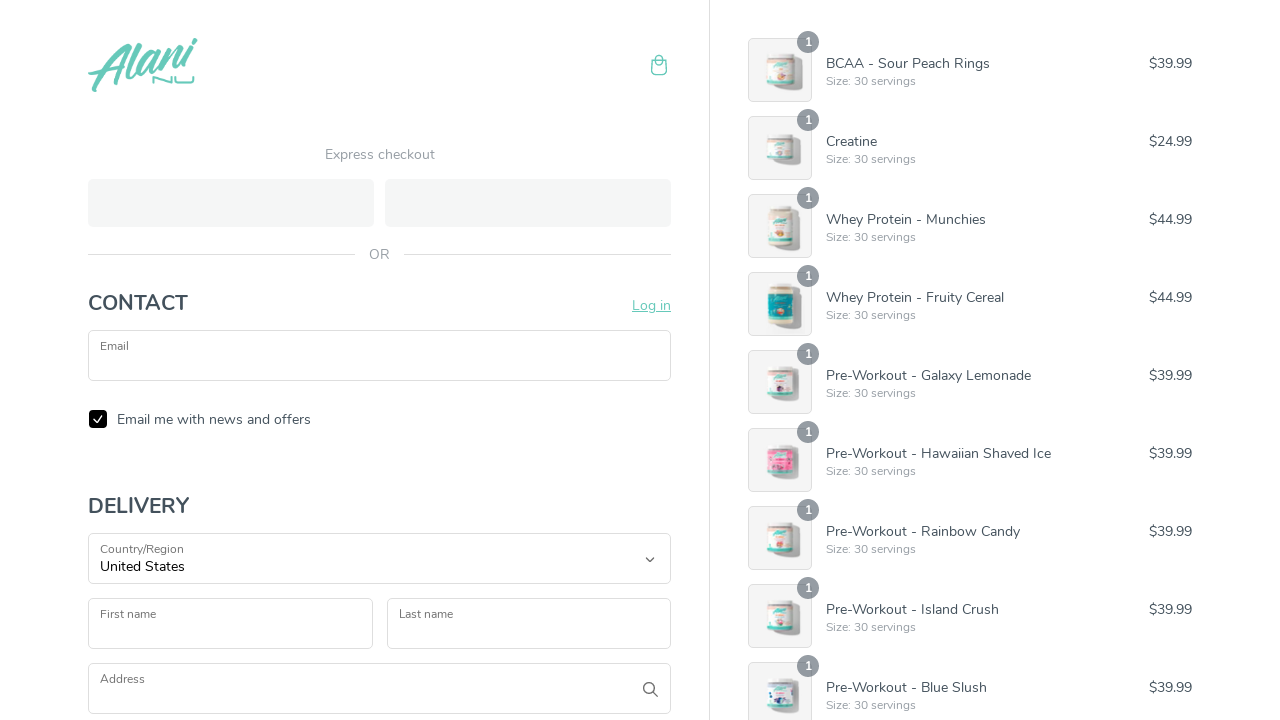 Alani
NU
Express checkout
OR
CONTACT
Log in
Email
Email me with news and offers
DELIVERY
Country/Region
United States
First name
Last name
Address
1
BCAA - Sour Peach Rings
$39.99
Size: 30 servings
1
Creatine
$24.99
Size: 30 servings
1
Whey Protein - Munchies
$44.99
Size: 30 servings
1
Whey Protein - Fruity Cereal
$44.99
Size: 30 servings
1
Pre-Workout - Galaxy Lemonade
$39.99
Size: 30 servings
1
Pre-Workout - Hawaiian Shaved Ice
$39.99
Size: 30 servings
1
Pre-Workout - Rainbow Candy
$39.99
Size: 30 servings
1
Pre-Workout - Island Crush
$39.99
Size: 30 servings
1
Pre-Workout - Blue Slush
$39.99
Size: 30 servings